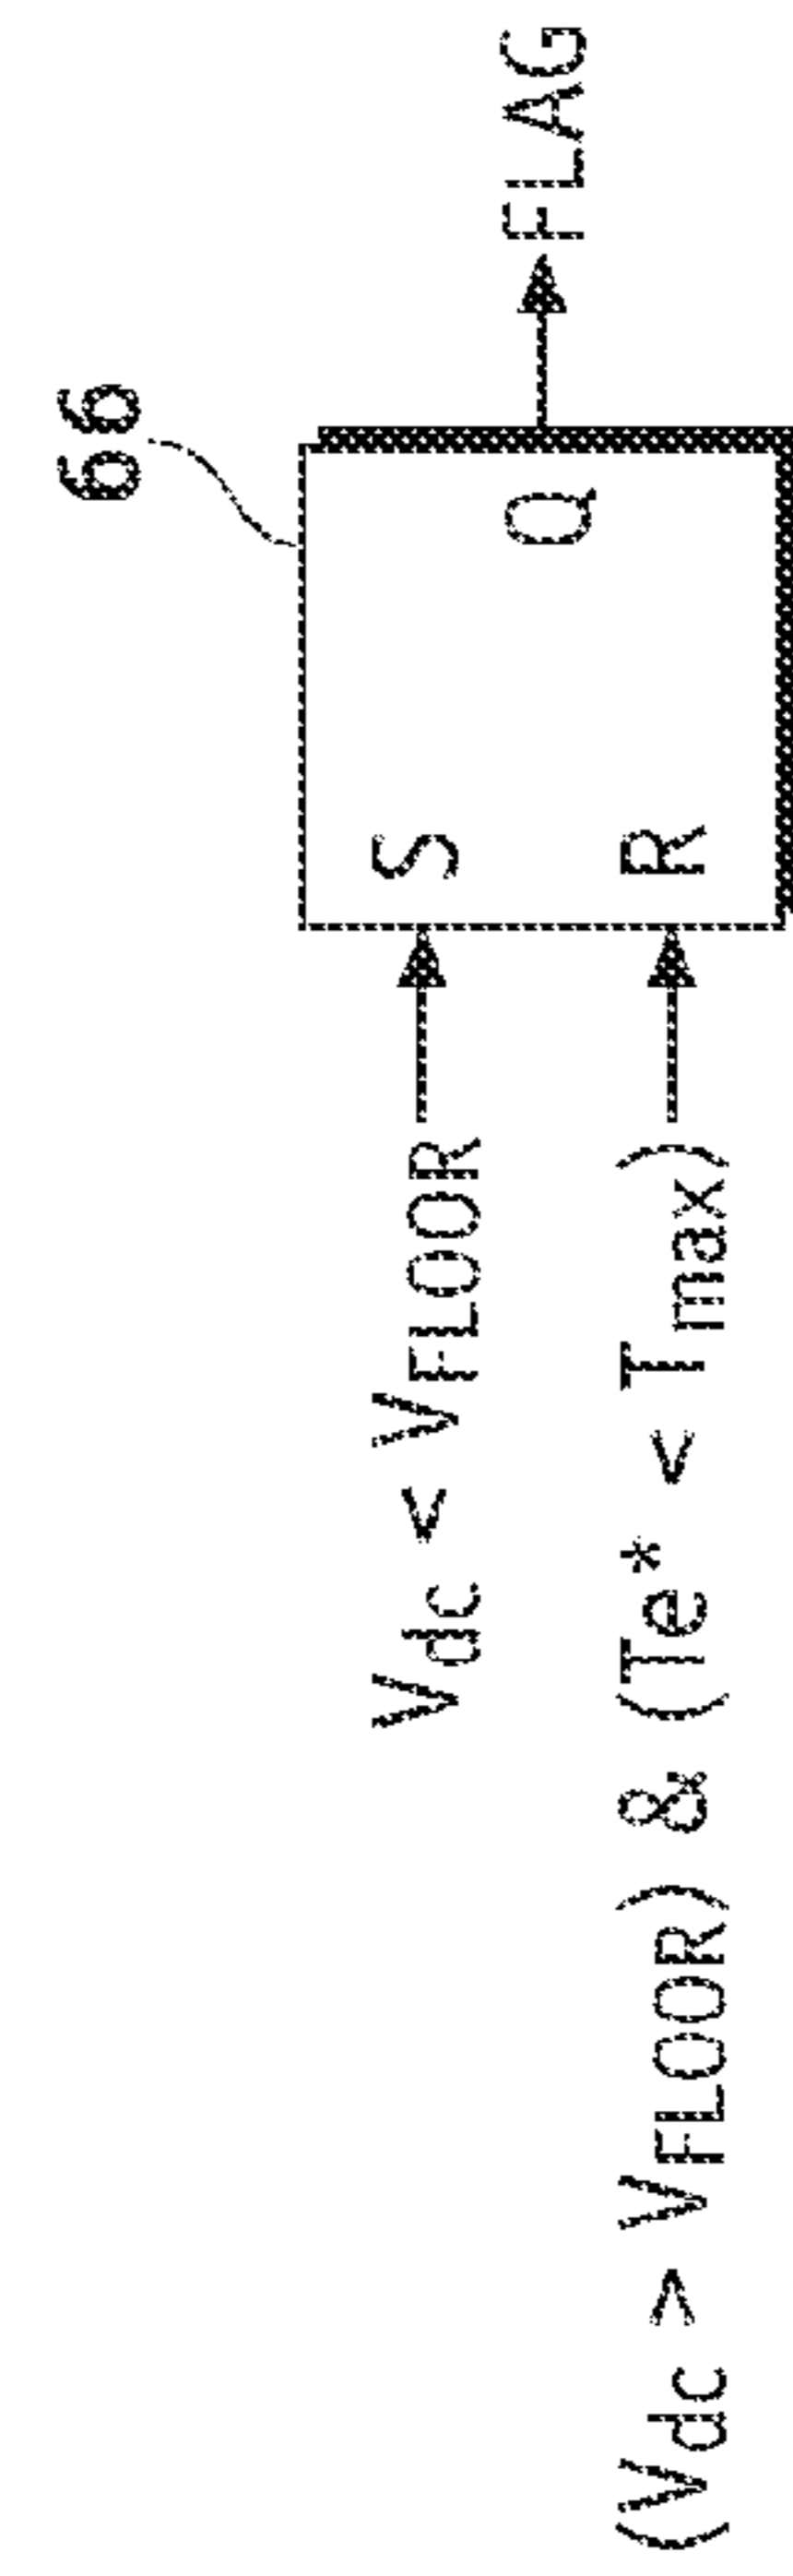 66
Vdc < VFLOOR
S
Q
FLAG
(Vdc > VFLOOR) & (Te* < Tmax)
R